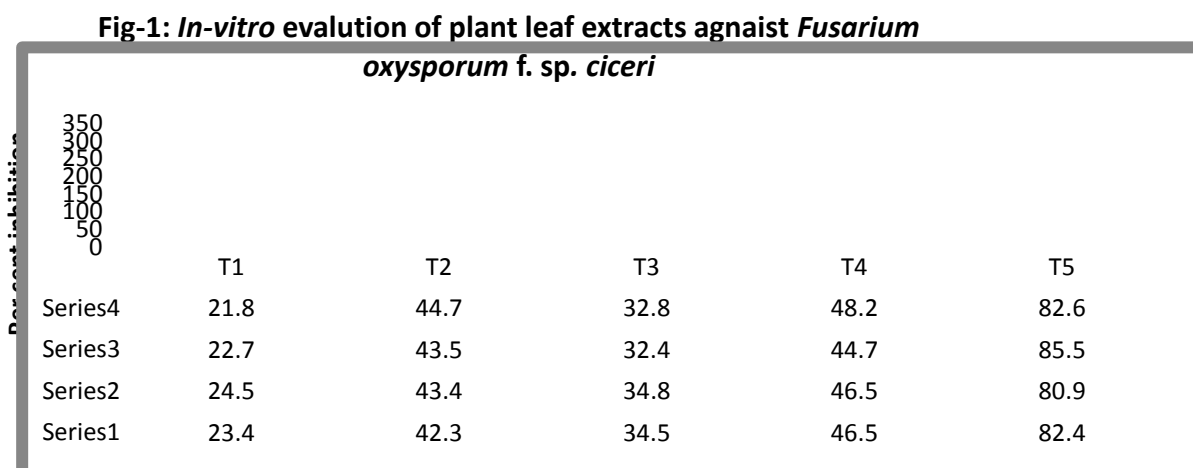 Fig-1: In-vitro evalution of plant leaf extracts agnaist Fusarium
oxysporum f. sp. ciceri
Per cent inhibition
350
300
250
200
150
100
50
0
T1 T2 T3 T4 T5
Series4 21.8 44.7 32.8 48.2 82.6
Series3 22.7 43.5 32.4 44.7 85.5
Series2 24.5 43.4 34.8 46.5 80.9
Series1 23.4 42.3 34.5 46.5 82.4